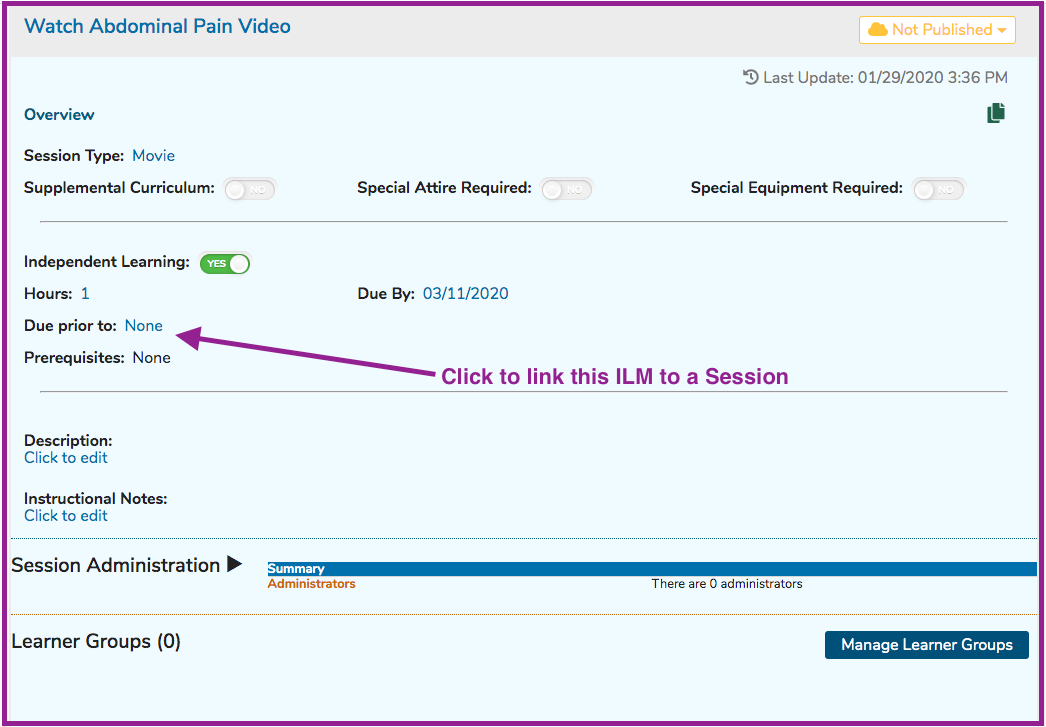 Watch Abdominal Pain Video
Not Published
Last Update: 01/29/2020 3:36 PM
Overview
Session Type: Movie
Supplemental Curriculum: NO Special Attire Required: NO Special Equipment Required: NO
Independent Learning: YES
Hours: 1 Due By: 03/11/2020
Due prior to: None
Prerequisites: None
Click to link this ILM to a Session
Description:
Click to edit
Instructional Notes:
Click to edit
Session Administration
Summary
Administrators There are 0 administrators
Learner Groups (0) Manage Learner Groups